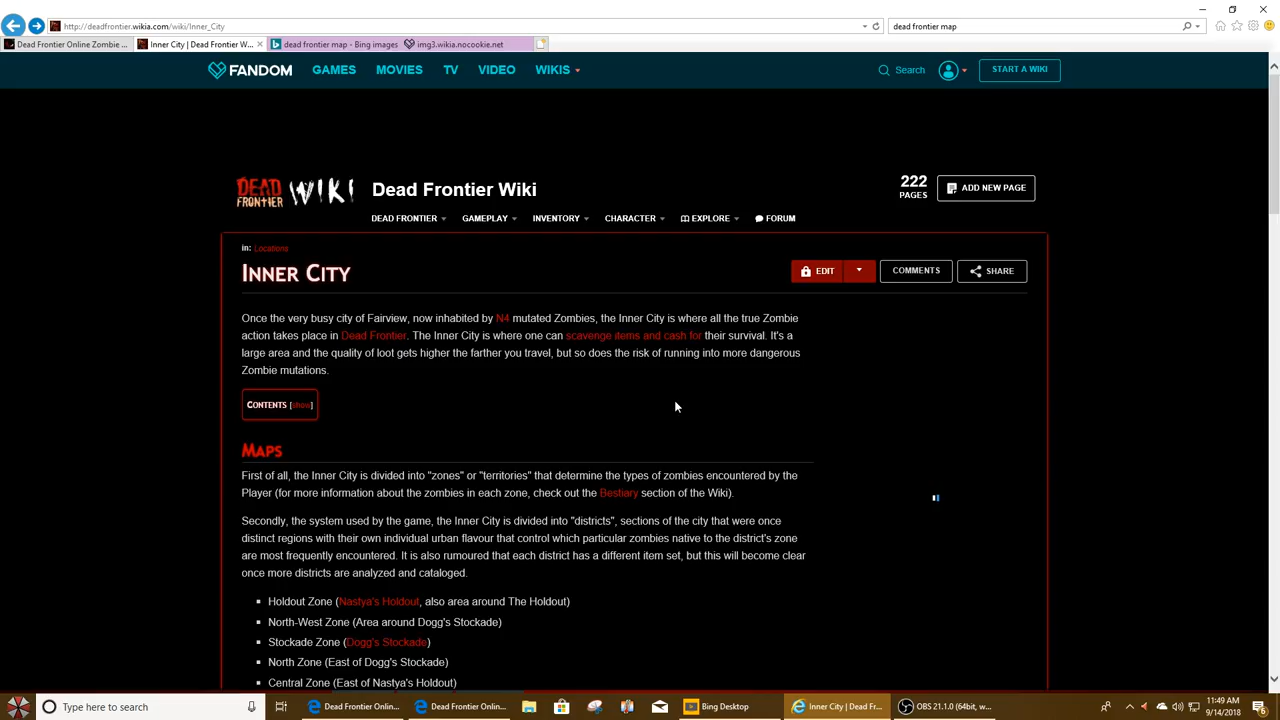 http://deadfrontier.wikia.com/wiki/Inner_City
dead frontier map
Dead Frontier Online Zombie ...
Inner City | Dead Frontier W...
dead frontier map - Bing images
img3.wikia.nocookie.net
FANDOM
GAMES
MOVIES
TV
VIDEO
WIKIS
Search
START A WIKI
DEAD FRONTIER WIKI
Dead Frontier Wiki
222
PAGES
ADD NEW PAGE
DEAD FRONTIER
GAMEPLAY
INVENTORY
CHARACTER
EXPLORE
FORUM
in: Locations
INNER CITY
EDIT
COMMENTS
SHARE
Once the very busy city of Fairview, now inhabited by N4 mutated Zombies, the Inner City is where all the true Zombie
action takes place in Dead Frontier. The Inner City is where one can scavenge items and cash for their survival. It's a
large area and the quality of loot gets higher the farther you travel, but so does the risk of running into more dangerous
Zombie mutations.
CONTENTS [show]
MAPS
First of all, the Inner City is divided into "zones" or "territories" that determine the types of zombies encountered by the
Player (for more information about the zombies in each zone, check out the Bestiary section of the Wiki).
Secondly, the system used by the game, the Inner City is divided into "districts", sections of the city that were once
distinct regions with their own individual urban flavour that control which particular zombies native to the district's zone
are most frequently encountered. It is also rumoured that each district has a different item set, but this will become clear
once more districts are analyzed and cataloged.
Holdout Zone (Nastya's Holdout, also area around The Holdout)
North-West Zone (Area around Dogg's Stockade)
Stockade Zone (Dogg's Stockade)
North Zone (East of Dogg's Stockade)
Central Zone (East of Nastya's Holdout)
Type here to search
Dead Frontier Onlin...
Dead Frontier Onlin...
Bing Desktop
Inner City | Dead Fr...
OBS 21.1.0 (64bit, w...
11:49 AM
9/14/2018
6